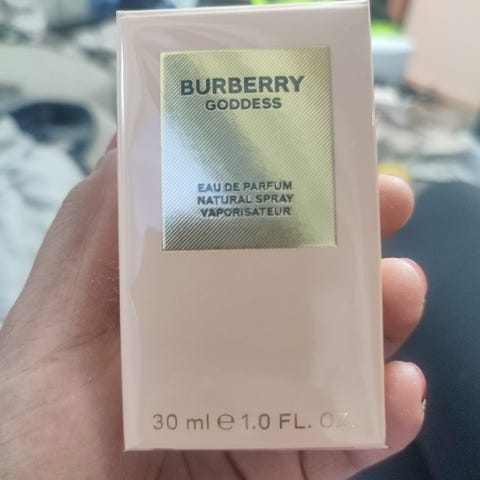 BURBERRY
GODDESS
EAU DE PARFUM
NATURAL SPRAY
VAPORISATEUR
30 ml ℮ 1.0 FL. OZ.